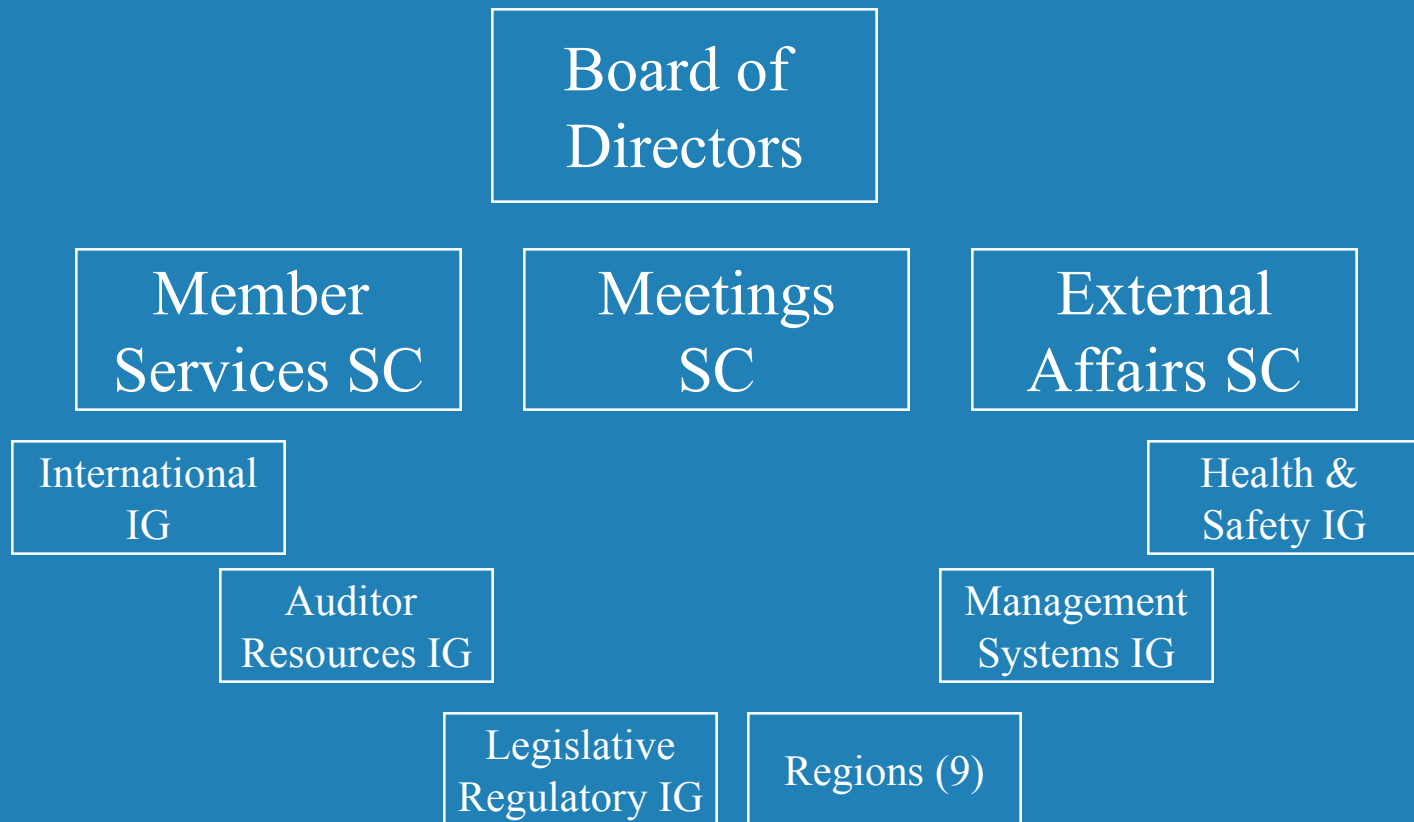 Board of
Directors
Member
Services SC
Meetings
SC
External
Affairs SC
International
IG
Health &
Safety IG
Auditor
Resources IG
Management
Systems IG
Legislative
Regulatory IG
Regions (9)